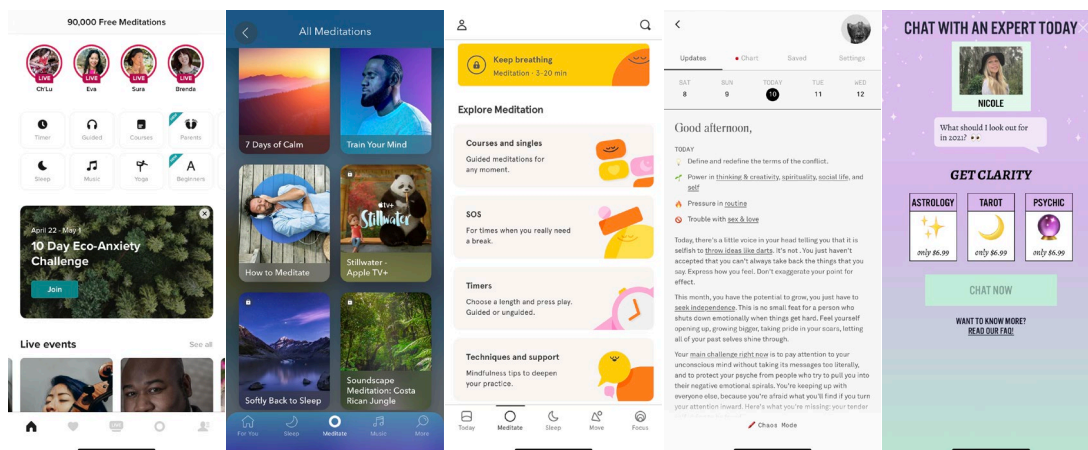 90,000 Free Meditations
LIVE
LIVE
LIVE
LIVE
Ch'Lu
Eva
Sura
Brenda
Timer
Guided
Courses
Parents
Sleep
Music
Yoga
Beginners
April 22 - May 1
10 Day Eco-Anxiety
Challenge
Join
Live events
See all
LIVE
All Meditations
7 Days of Calm
Train Your Mind
How to Meditate
tv+
Stillwater
Stillwater -
Apple TV+
Softly Back to Sleep
Soundscape
Meditation: Costa
Rican Jungle
For You
Sleep
Meditate
Music
More
Keep breathing
Meditation · 3-20 min
Explore Meditation
Courses and singles
Guided meditations for
any moment.
SOS
For times when you really need
a break.
Timers
Choose a length and press play.
Guided or unguided.
Techniques and support
Mindfulness tips to deepen
your practice.
Today
Meditate
Sleep
Move
Focus
Updates
Chart
Saved
Settings
SAT
SUN
TODAY
TUE
WED
8
9
10
11
12
Good afternoon,
TODAY
Define and redefine the terms of the conflict.
Power in thinking & creativity, spirituality, social life, and
self
Pressure in routine
Trouble with sex & love
Today, there's a little voice in your head telling you that it is
selfish to throw ideas like darts. It's not . You just haven't
accepted that you can't always take back the things that you
say. Express how you feel. Don't exaggerate your point for
effect.
This month, you have the potential to grow, you just have to
seek independence. This is no small feat for a person who
shuts down emotionally when things get hard. Feel yourself
opening up, growing bigger, taking pride in your scars, letting
all of your past selves shine through.
Your main challenge right now is to pay attention to your
unconscious mind without taking its messages too literally,
and to protect your psyche from people who try to pull you into
their negative emotional spirals. You're keeping up with
everyone else, because you're afraid what you'll find if you turn
your attention inward. Here's what you're missing: your tender
Chaos Mode
CHAT WITH AN EXPERT TODAY
NICOLE
What should I look out for
in 2021? 👀
GET CLARITY
ASTROLOGY
TAROT
PSYCHIC
only $6.99
only $6.99
only $6.99
CHAT NOW
WANT TO KNOW MORE?
READ OUR FAQ!